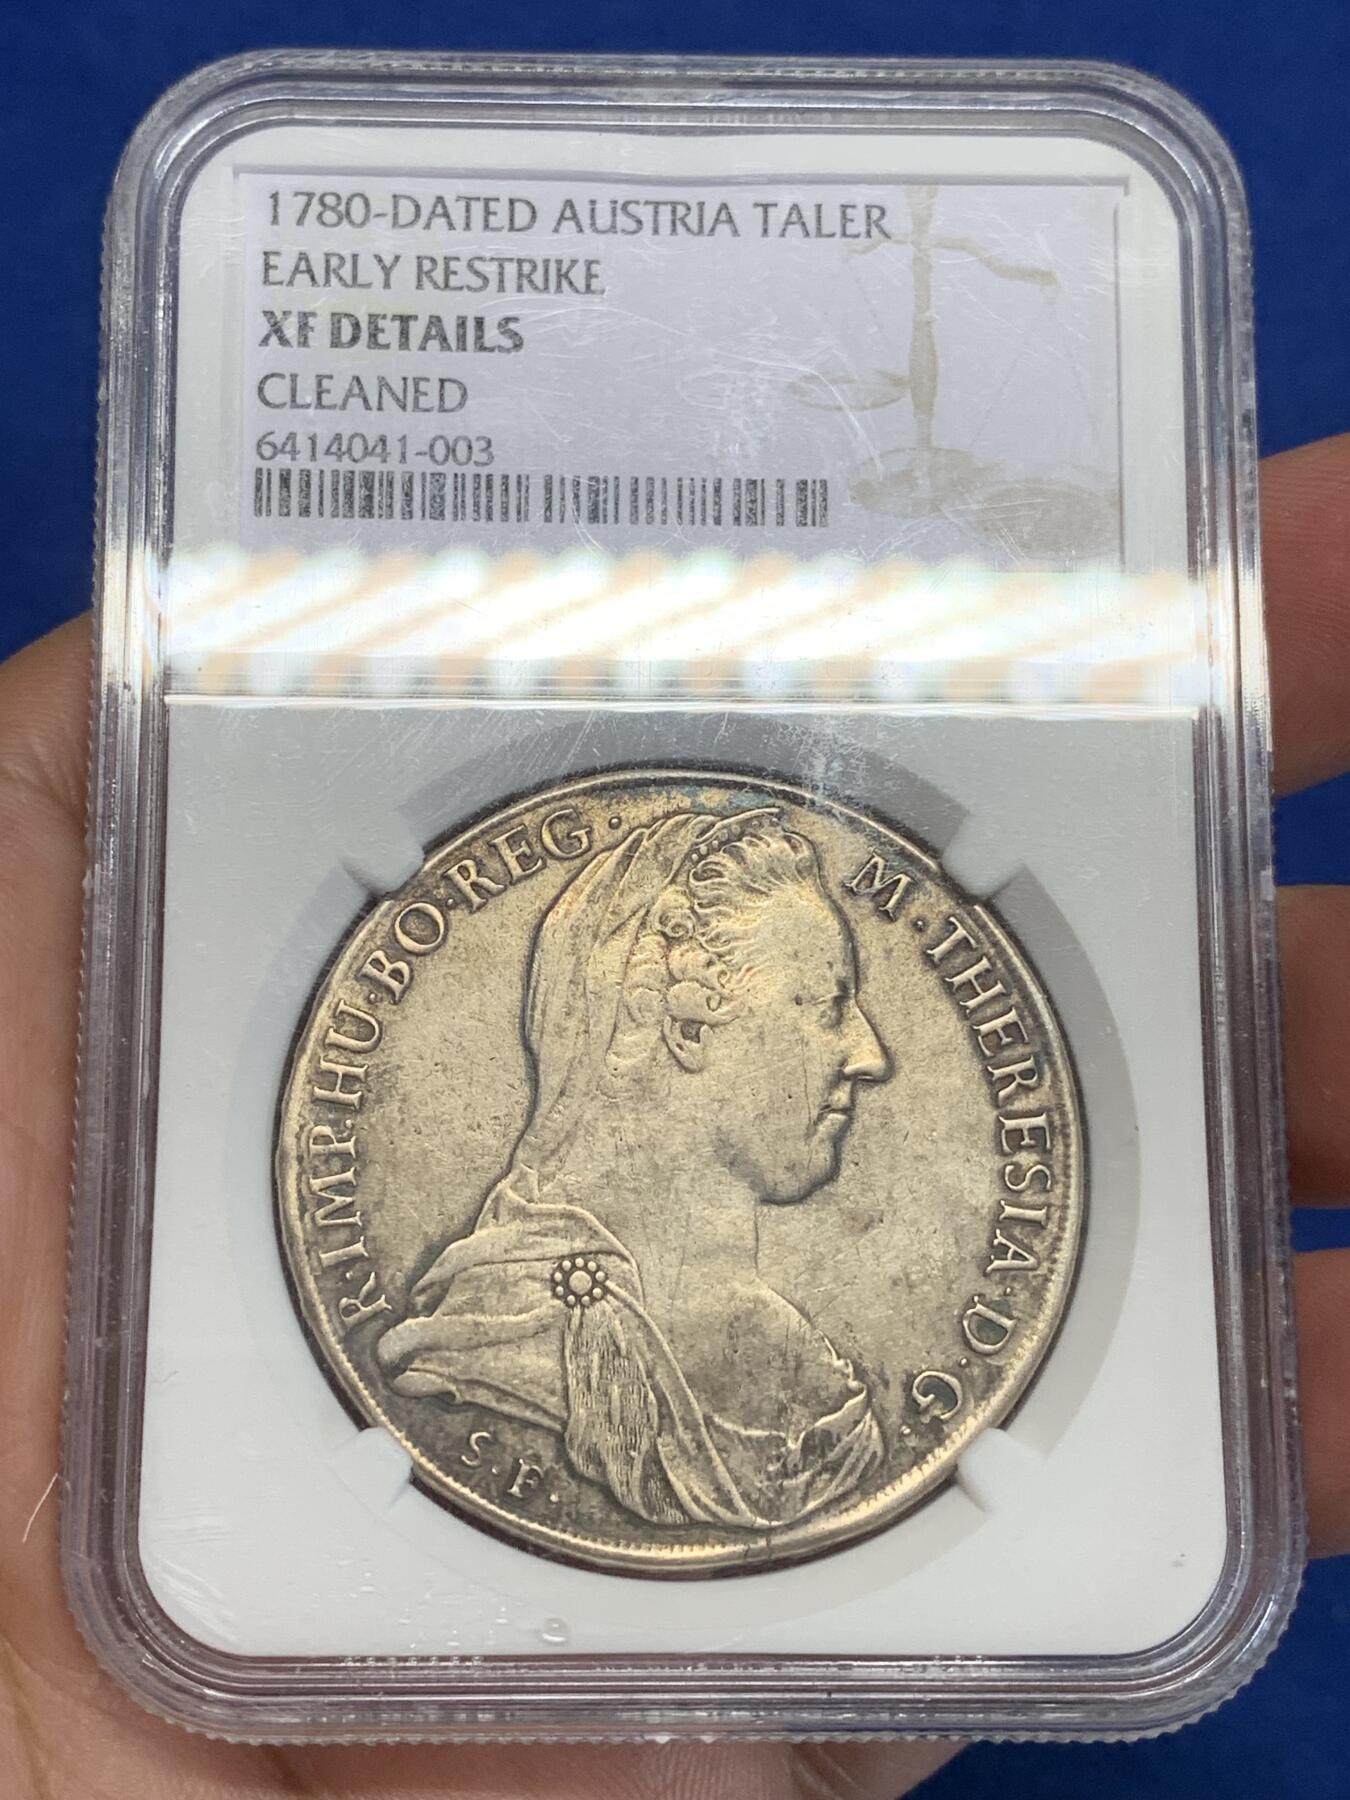 1780-DATED AUSTRIA TALER
EARLY RESTRIKE
XF DETAILS
CLEANED
6414041-003
R·IMP·HU·BO·REG· M·THERESIA·D·G·
S·F·